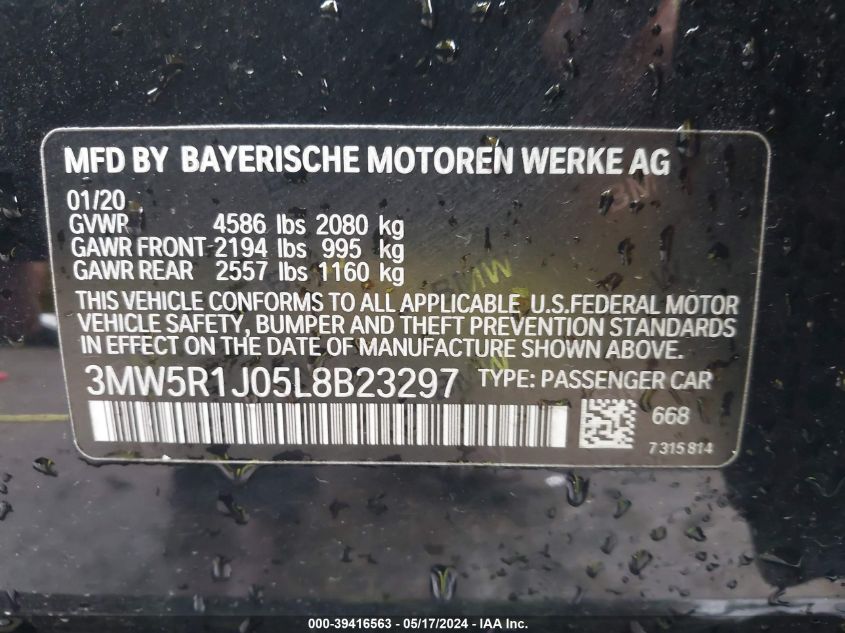 MFD BY BAYERISCHE MOTOREN WERKE AG
01/20
GVWR 4586 lbs 2080 kg
GAWR FRONT 2194 lbs 995 kg
GAWR REAR 2557 lbs 1160 kg
THIS VEHICLE CONFORMS TO ALL APPLICABLE U.S.FEDERAL MOTOR
VEHICLE SAFETY, BUMPER AND THEFT PREVENTION STANDARDS
IN EFFECT ON THE DATE OF MANUFACTURE SHOWN ABOVE.
3MW5R1J05L8B23297 TYPE: PASSENGER CAR
668
7 315 814
BMW
000-39416563 - 05/17/2024 - IAA Inc.